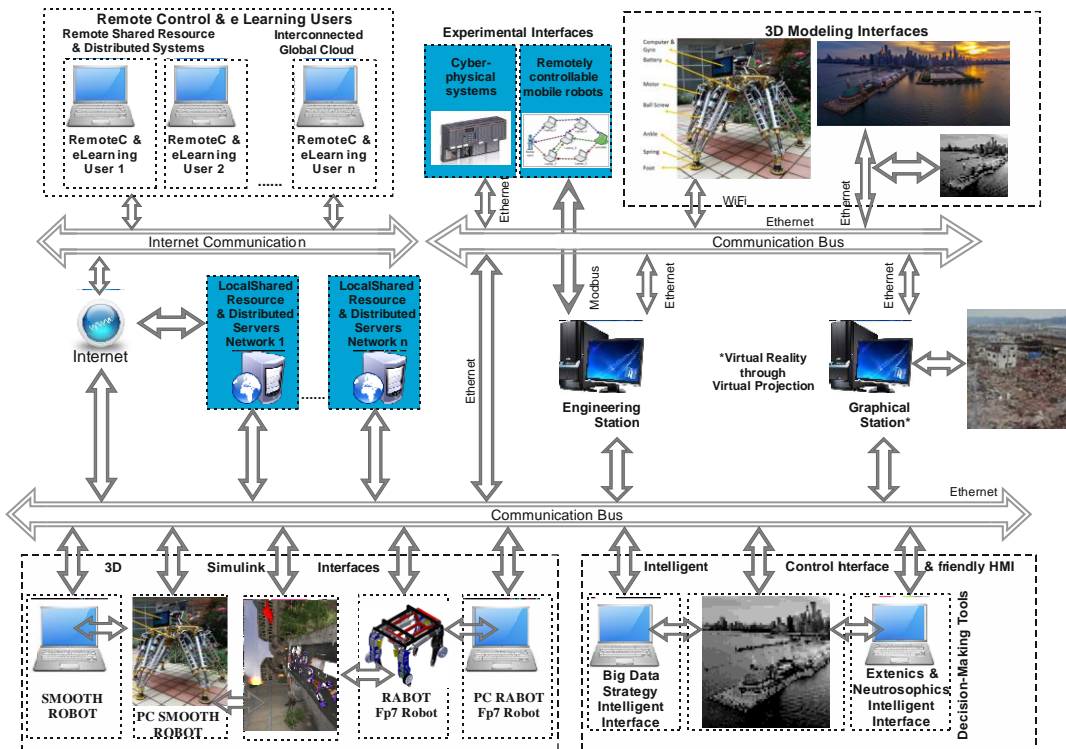 Remote Control & e Learning Users
Remote Shared Resource
& Distributed Systems
Interconnected
Global Cloud
RemoteC &
eLearning
User 1
RemoteC &
eLearning
User 2
......
RemoteC &
eLearning
User n
Internet Communication
Experimental Interfaces
Cyber-
physical
systems
Remotely
controllable
mobile robots
3D Modeling Interfaces
Computer &
Gyro
Battery
Motor
Ball Screw
Ankle
Spring
Foot
Ethernet
WiFi
Ethernet
Ethernet
Communication Bus
Internet
LocalShared
Resource
& Distributed
Servers
Network 1
LocalShared
Resource
& Distributed
Servers
Network n
Ethernet
Modbus
Ethernet
Ethernet
Engineering
Station
*Virtual Reality
through
Virtual Projection
Graphical
Station*
Ethernet
Communication Bus
3D Simulink Interfaces
SMOOTH
ROBOT
PC SMOOTH
ROBOT
RABOT
Fp7 Robot
PC RABOT
Fp7 Robot
Intelligent Control Interface & friendly HMI
Big Data
Strategy
Intelligent
Interface
Extenics &
Neutrosophics
Intelligent
Interface
Decision-Making Tools